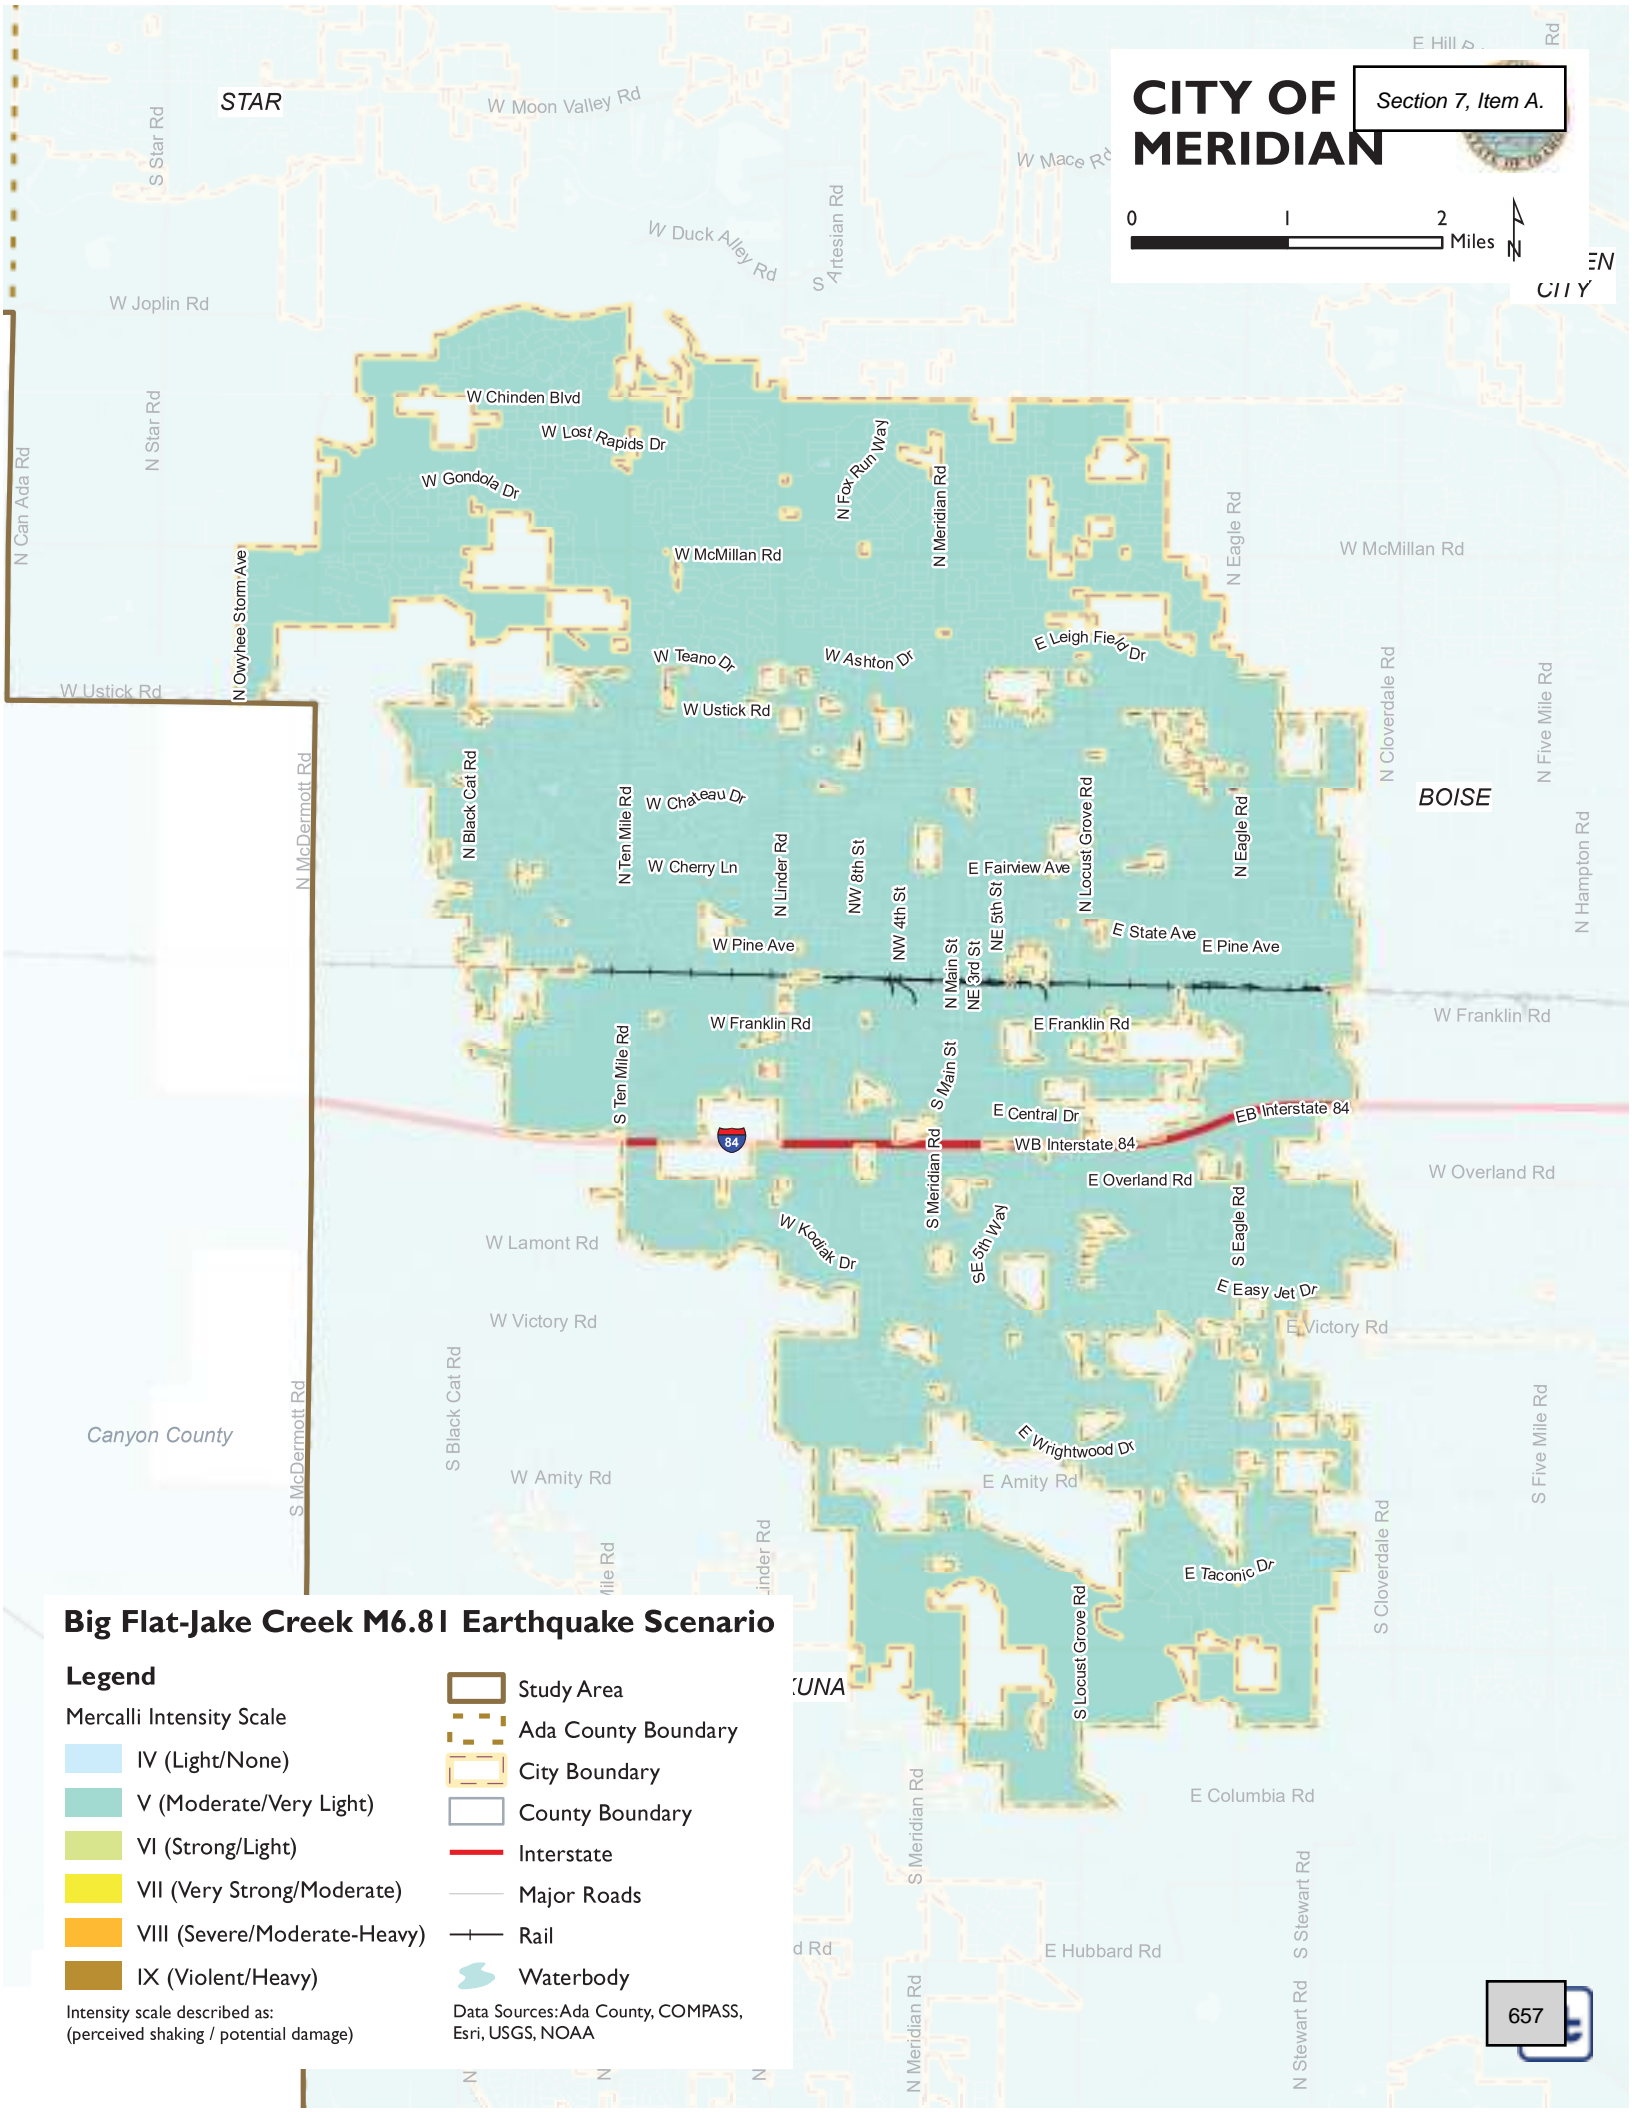 E Hill
Rd
STAR
W Moon Valley Rd
S Star Rd
W Mace Rd
CITY OF
MERIDIAN
Section 7, Item A.
STATE OF IDAHO
0 1 2 Miles
N
EN
CITY
W Duck Alley Rd
S Artesian Rd
W Joplin Rd
N Star Rd
N Can Ada Rd
W Chinden Blvd
W Lost Rapids Dr
W Gondola Dr
N Fox Run Way
N Meridian Rd
N Eagle Rd
W McMillan Rd
W McMillan Rd
N Owyhee Storm Ave
E Leigh Field Dr
W Teano Dr
W Ashton Dr
W Ustick Rd
W Ustick Rd
N Cloverdale Rd
N Five Mile Rd
N McDermott Rd
N Black Cat Rd
N Ten Mile Rd
W Chateau Dr
W Cherry Ln
N Linder Rd
NW 8th St
NW 4th St
E Fairview Ave
NE 5th St
N Locust Grove Rd
N Eagle Rd
BOISE
N Hampton Rd
W Pine Ave
N Main St
NE 3rd St
E State Ave
E Pine Ave
W Franklin Rd
E Franklin Rd
W Franklin Rd
S Ten Mile Rd
S Main St
E Central Dr
EB Interstate 84
84
WB Interstate 84
S Meridian Rd
E Overland Rd
W Overland Rd
W Lamont Rd
W Kodiak Dr
SE 5th Way
S Eagle Rd
E Easy Jet Dr
W Victory Rd
E Victory Rd
S Black Cat Rd
Canyon County
S McDermott Rd
E Wrightwood Dr
W Amity Rd
E Amity Rd
S Five Mile Rd
S Cloverdale Rd
Mile Rd
Linder Rd
E Taconic Dr
S Locust Grove Rd
KUNA
Big Flat-Jake Creek M6.81 Earthquake Scenario
Legend
Mercalli Intensity Scale
IV (Light/None)
V (Moderate/Very Light)
VI (Strong/Light)
VII (Very Strong/Moderate)
VIII (Severe/Moderate-Heavy)
IX (Violent/Heavy)
Intensity scale described as:
(perceived shaking / potential damage)
Study Area
Ada County Boundary
City Boundary
County Boundary
Interstate
Major Roads
Rail
Waterbody
Data Sources: Ada County, COMPASS,
Esri, USGS, NOAA
S Meridian Rd
E Columbia Rd
d Rd
E Hubbard Rd
S Stewart Rd
N Meridian Rd
N Stewart Rd
N
N
N
657